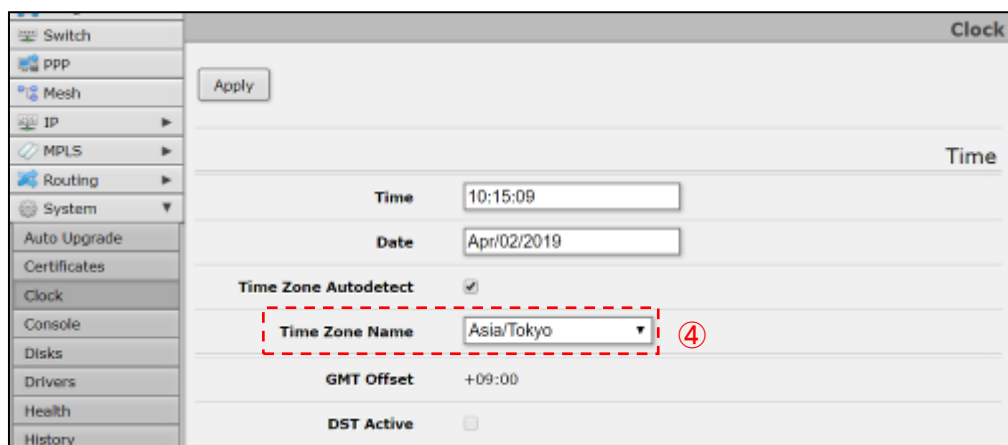 Switch
PPP
Mesh
IP
MPLS
Routing
System
Auto Upgrade
Certificates
Clock
Console
Disks
Drivers
Health
History
Clock
Apply
Time
Time 10:15:09
Date Apr/02/2019
Time Zone Autodetect
Time Zone Name Asia/Tokyo ④
GMT Offset +09:00
DST Active